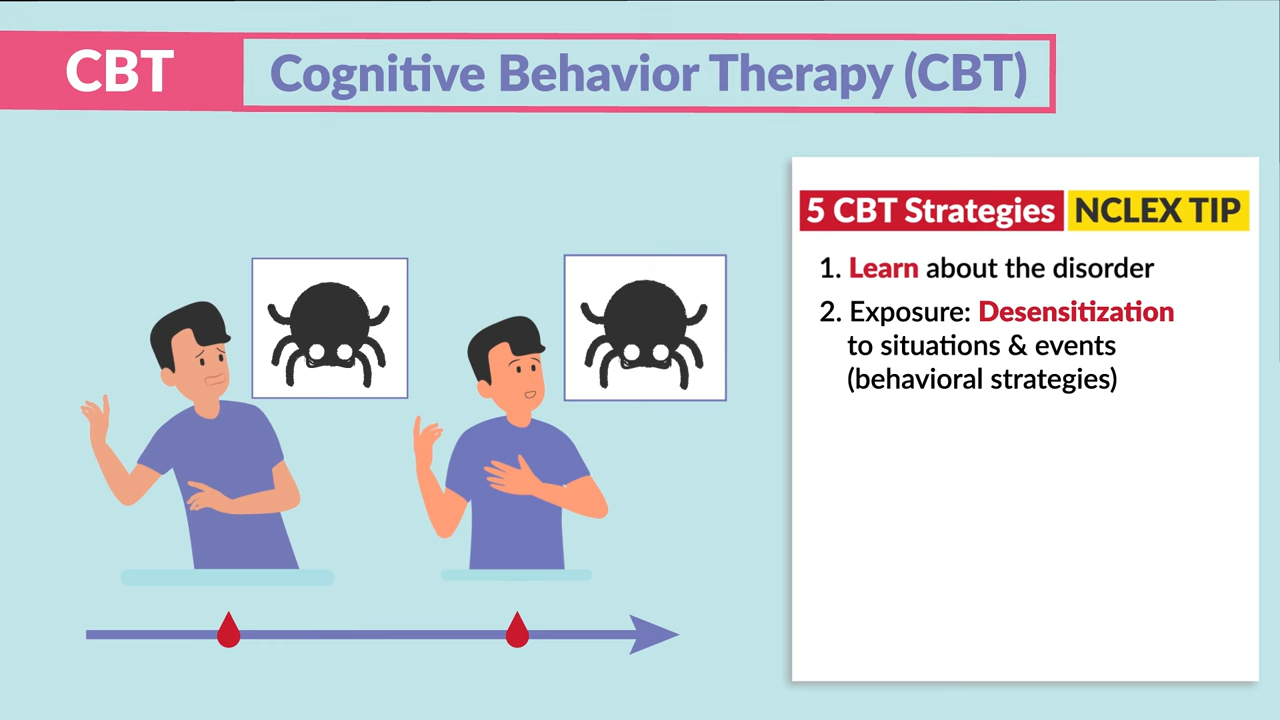 CBT
Cognitive Behavior Therapy (CBT)
5 CBT Strategies NCLEX TIP
1. Learn about the disorder
2. Exposure: Desensitization
to situations & events
(behavioral strategies)